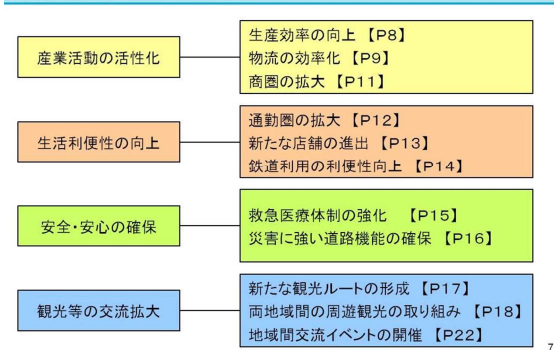 産業活動の活性化
生産効率の向上 【P8】
物流の効率化 【P9】
商圏の拡大 【P11】
生活利便性の向上
通勤圏の拡大 【P12】
新たな店舗の進出 【P13】
鉄道利用の利便性向上 【P14】
安全・安心の確保
救急医療体制の強化 【P15】
災害に強い道路機能の確保 【P16】
観光等の交流拡大
新たな観光ルートの形成 【P17】
両地域間の周遊観光の取り組み 【P18】
地域間交流イベントの開催 【P22】
7